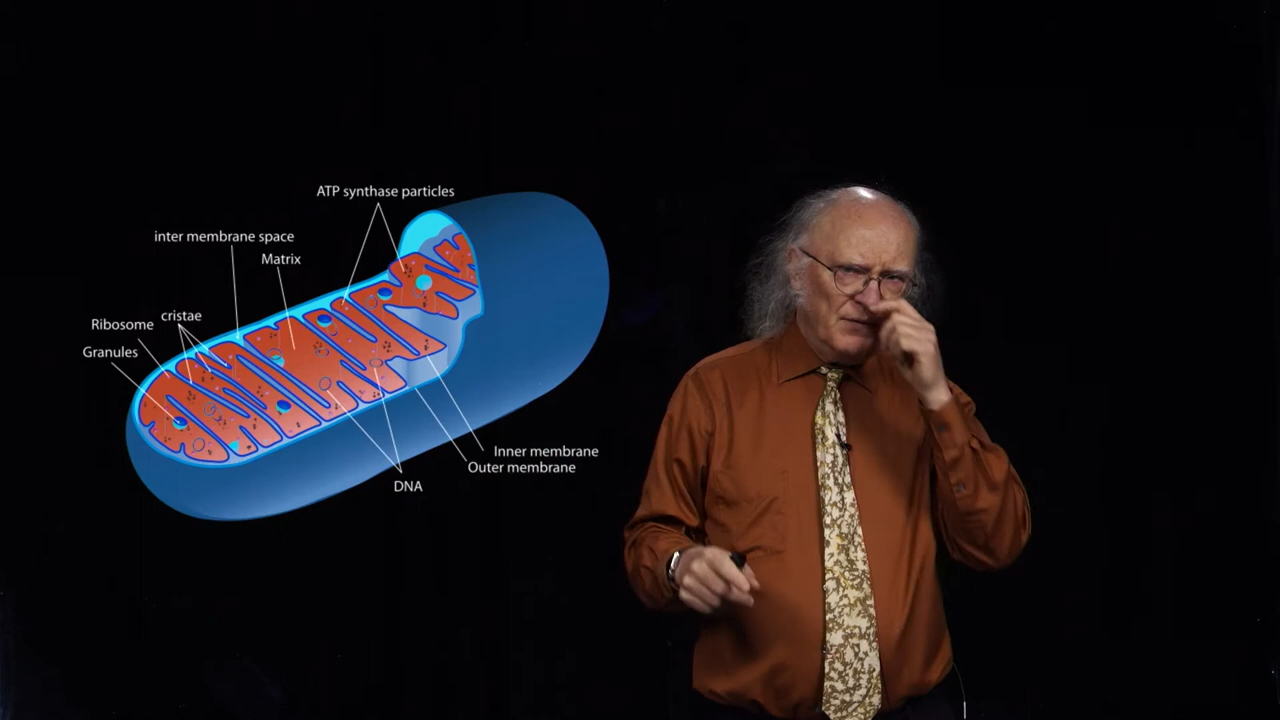 ATP synthase particles
inter membrane space
Matrix
cristae
Ribosome
Granules
Inner membrane
Outer membrane
DNA